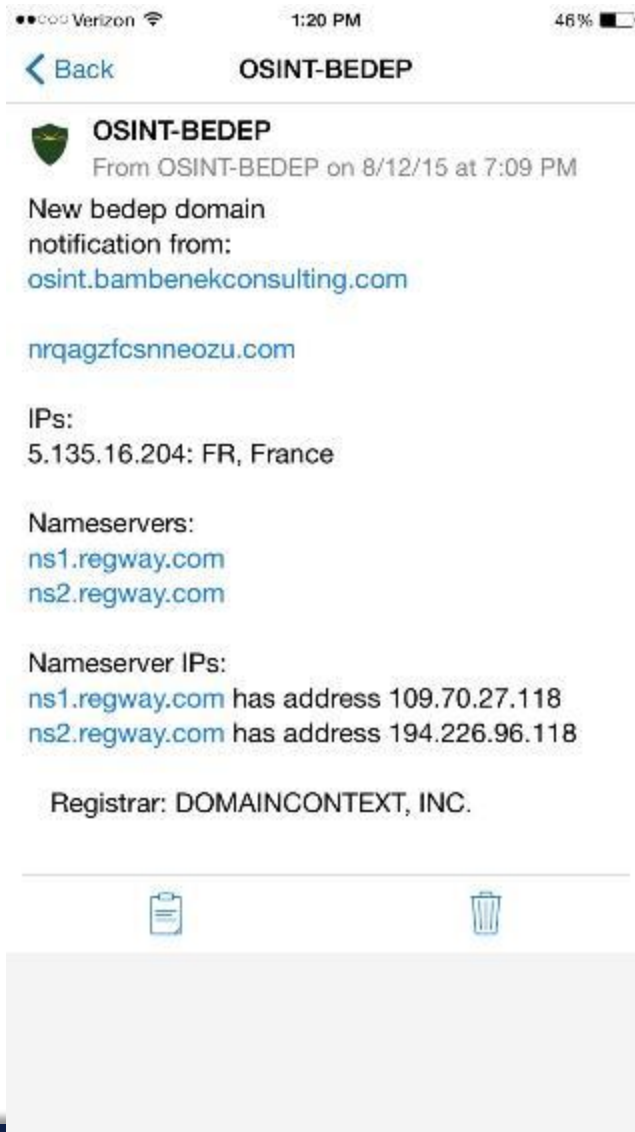 Verizon 1:20 PM 46%
Back OSINT-BEDEP
OSINT-BEDEP
From OSINT-BEDEP on 8/12/15 at 7:09 PM
New bedep domain
notification from:
osint.bambenekconsulting.com
nrqagzfcsnneozu.com
IPs:
5.135.16.204: FR, France
Nameservers:
ns1.regway.com
ns2.regway.com
Nameserver IPs:
ns1.regway.com has address 109.70.27.118
ns2.regway.com has address 194.226.96.118
Registrar: DOMAINCONTEXT, INC.